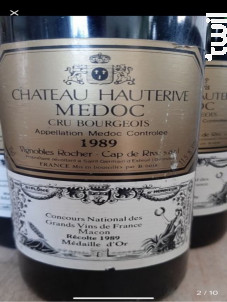 CHATEAU HAUTERIVE
MEDOC
CRU BOURGEOIS
Appellation Medoc Controlée
1989
Vignobles Rocher - Cap de Rive
FRANCE
Concours National des
Grands Vins de France
Macon
Récolte 1989
Médaille d'Or
2 / 10